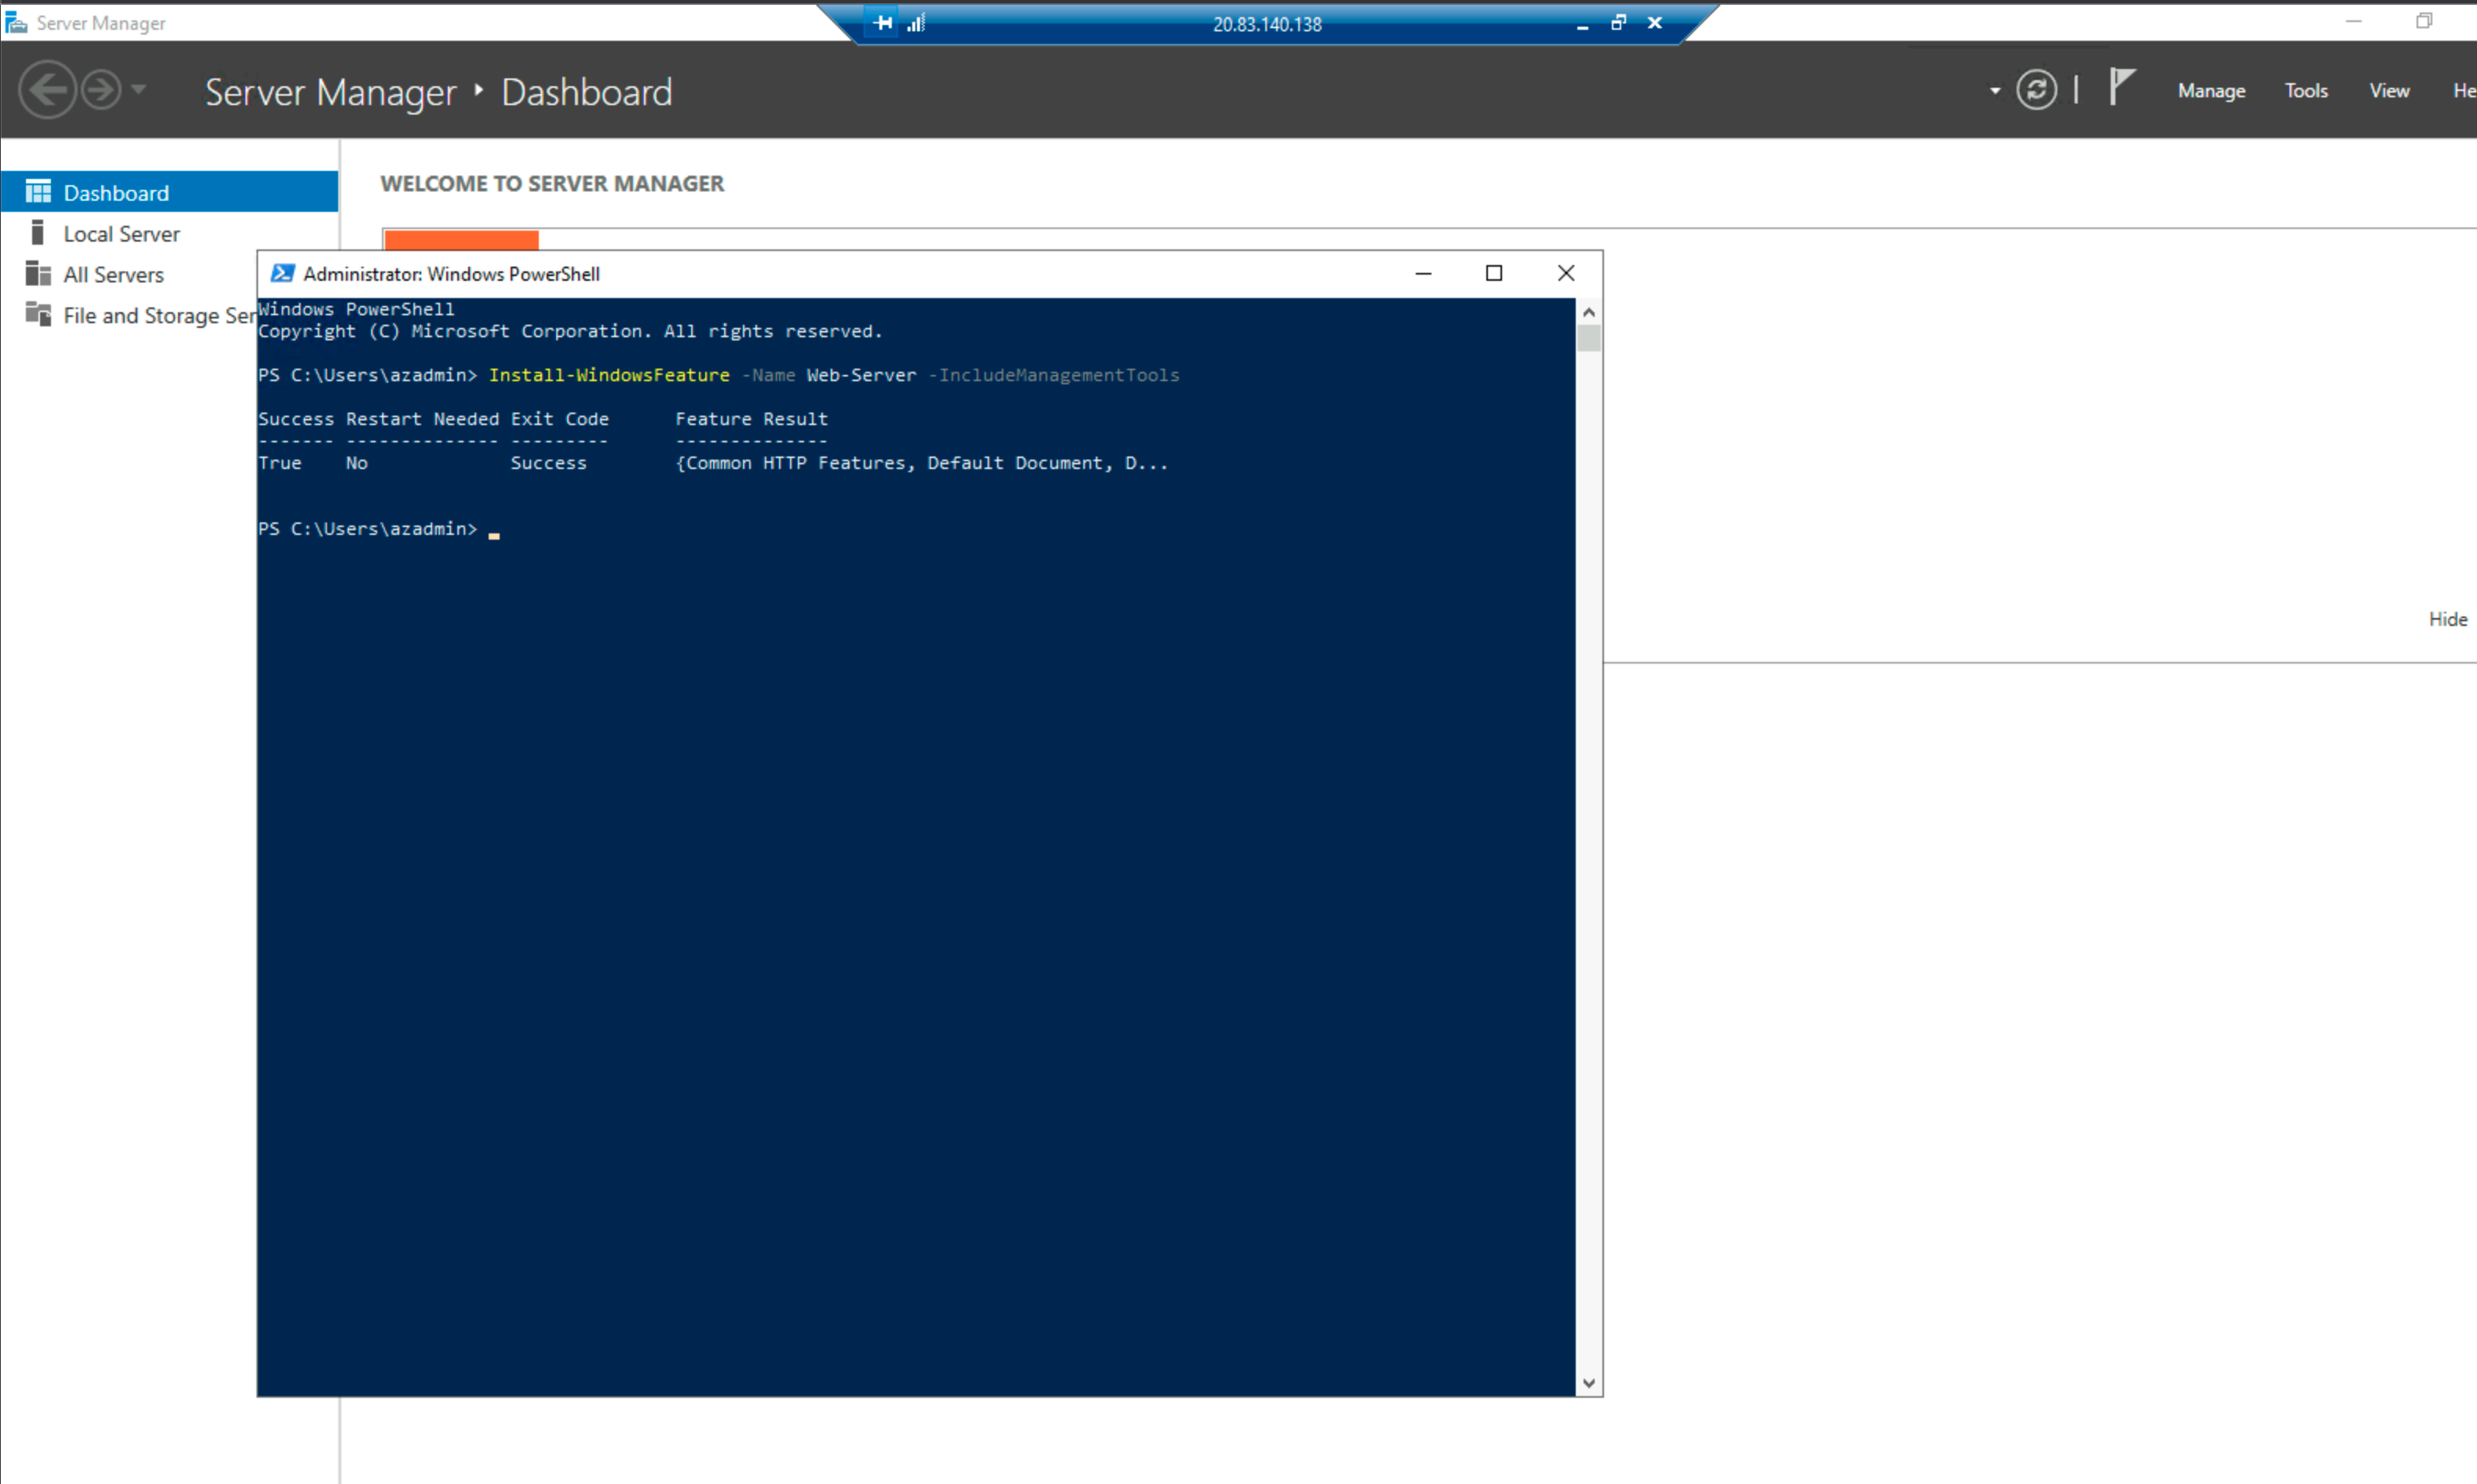 Server Manager
20.83.140.138
Server Manager ‣ Dashboard
Manage Tools View He
Dashboard
Local Server
All Servers
File and Storage Ser
WELCOME TO SERVER MANAGER
Administrator: Windows PowerShell
Windows PowerShell
Copyright (C) Microsoft Corporation. All rights reserved.
PS C:\Users\azadmin> Install-WindowsFeature -Name Web-Server -IncludeManagementTools
Success Restart Needed Exit Code      Feature Result
------- -------------- ---------      --------------
True    No             Success        {Common HTTP Features, Default Document, D...
PS C:\Users\azadmin>
Hide